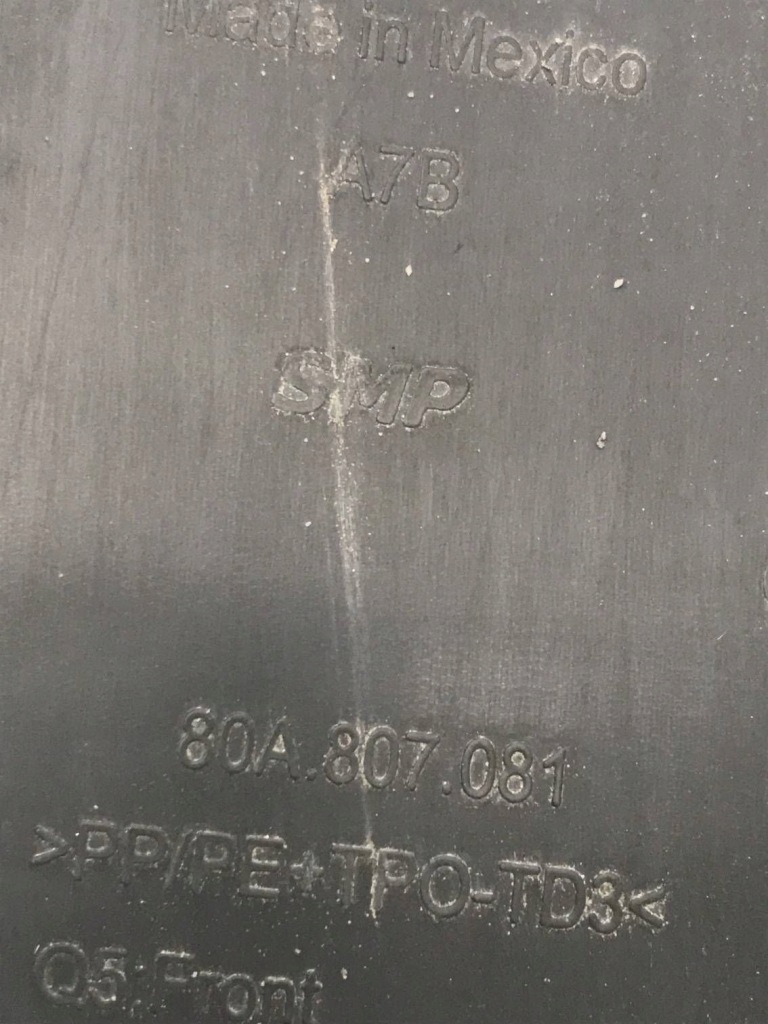 Made in Mexico
A7B
SMP
80A.807.081
>PP/PE+TPO-TD3<
Q5;Front